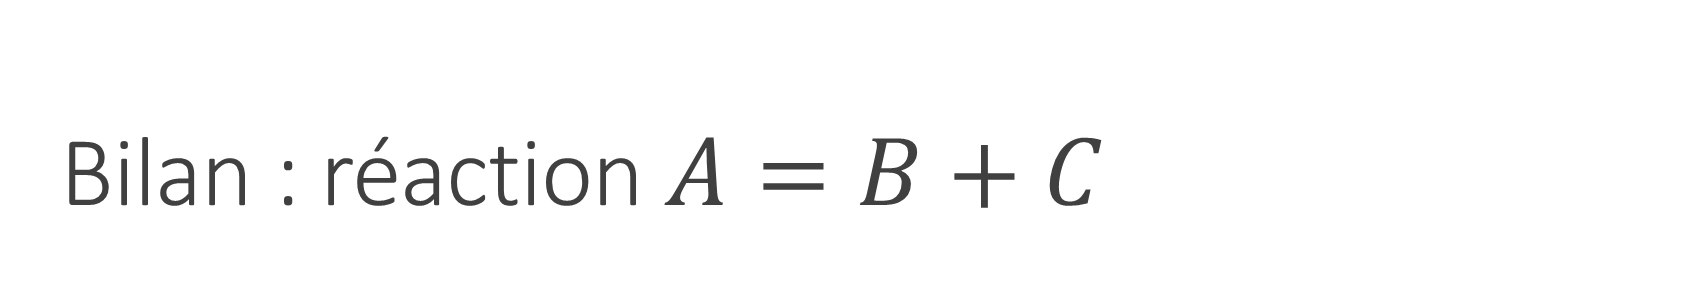 Bilan : réaction A = B + C